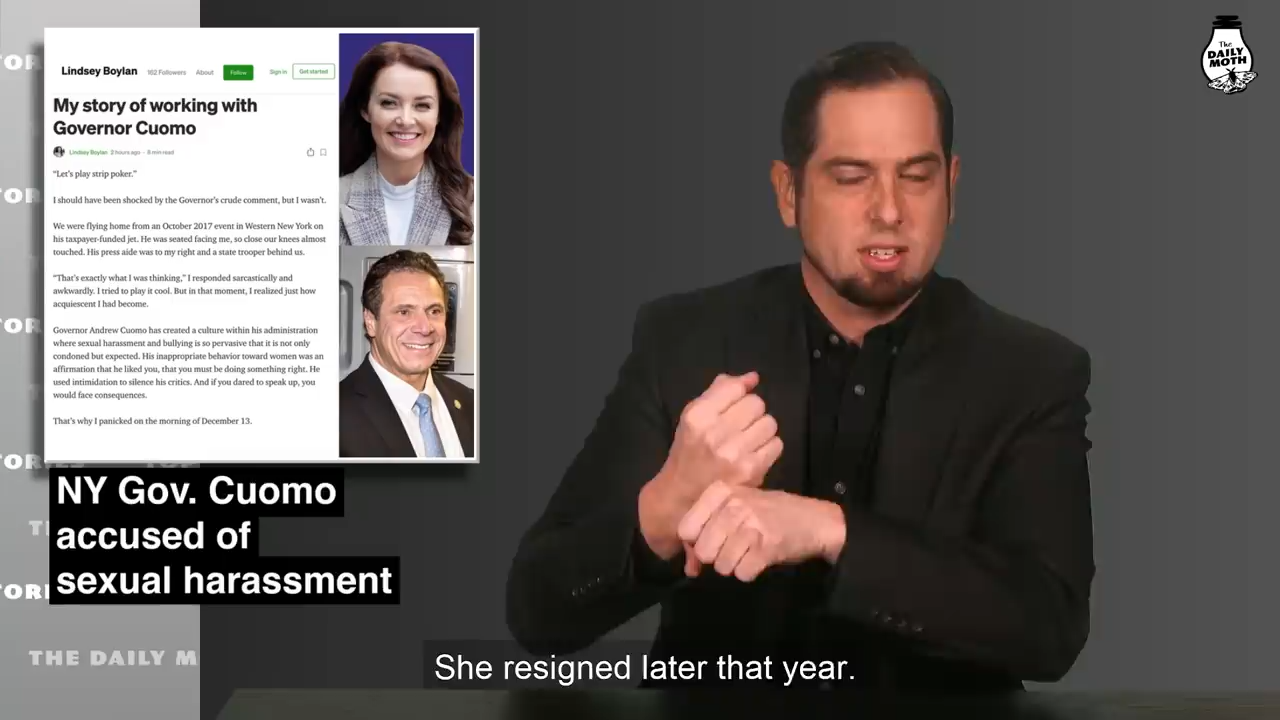 The
DAILY
MOTH
Lindsey Boylan 162 Followers About Follow Sign in Get started
My story of working with
Governor Cuomo
Lindsey Boylan 2 hours ago · 8 min read
“Let’s play strip poker.”
I should have been shocked by the Governor’s crude comment, but I wasn’t.
We were flying home from an October 2017 event in Western New York on
his taxpayer-funded jet. He was seated facing me, so close our knees almost
touched. His press aide was to my right and a state trooper behind us.
“That’s exactly what I was thinking,” I responded sarcastically and
awkwardly. I tried to play it cool. But in that moment, I realized just how
acquiescent I had become.
Governor Andrew Cuomo has created a culture within his administration
where sexual harassment and bullying is so pervasive that it is not only
condoned but expected. His inappropriate behavior toward women was an
affirmation that he liked you, that you must be doing something right. He
used intimidation to silence his critics. And if you dared to speak up, you
would face consequences.
That’s why I panicked on the morning of December 13.
NY Gov. Cuomo
accused of
sexual harassment
THE DAILY M
She resigned later that year.